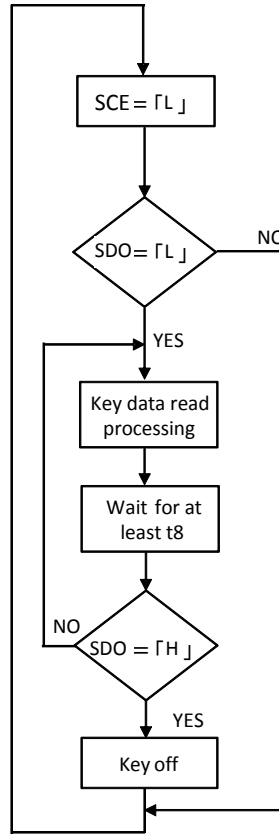 SCE = 「L」
SDO = 「L」
NO
YES
Key data read
processing
Wait for at
least t8
SDO = 「H」
NO
YES
Key off